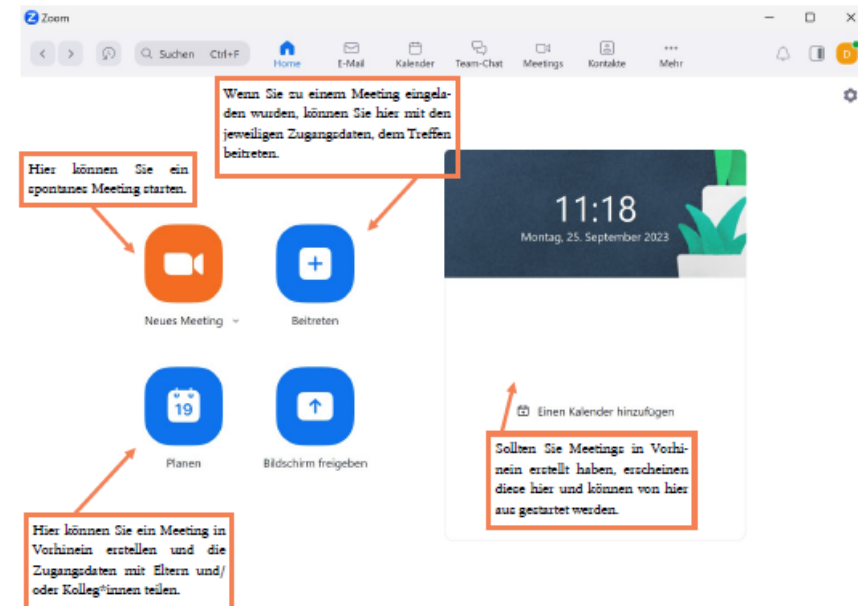 Zoom
Suchen Ctrl+F
Home
E-Mail
Kalender
Team-Chat
Meetings
Kontakte
Mehr
D
Wenn Sie zu einem Meeting eingela-
den wurden, können Sie hier mit den
jeweiligen Zugangsdaten, dem Treffen
beitreten.
Hier können Sie ein
spontanes Meeting starten.
11:18
Montag, 25. September 2023
Neues Meeting
Beitreten
19
Planen
Bildschirm freigeben
Einen Kalender hinzufügen
Sollten Sie Meetings in Vorhi-
nein erstellt haben, erscheinen
diese hier und können von hier
aus gestartet werden.
Hier können Sie ein Meeting in
Vorhinein erstellen und die
Zugangsdaten mit Eltern und/
oder Kolleg*innen teilen.